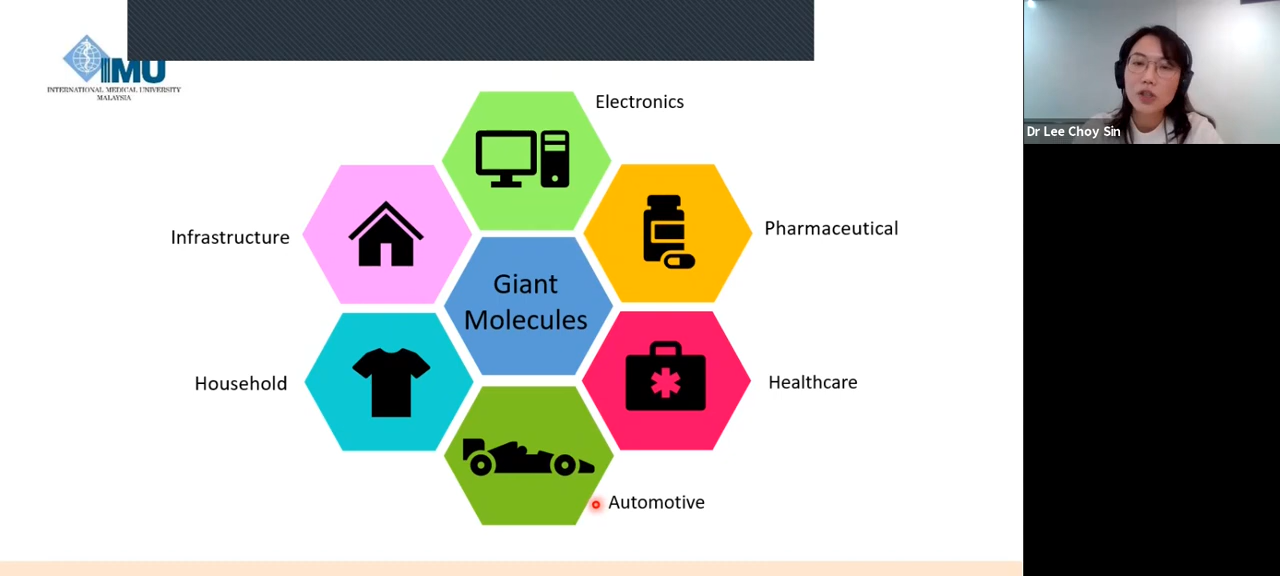 IMU
INTERNATIONAL MEDICAL UNIVERSITY
MALAYSIA
Electronics
Infrastructure
Pharmaceutical
Giant
Molecules
Household
Healthcare
Automotive
Dr Lee Choy Sin